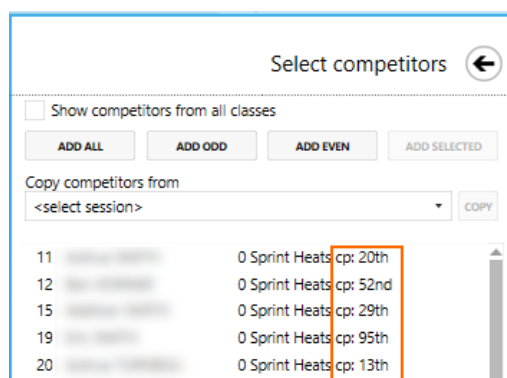 Select competitors
Show competitors from all classes
ADD ALL ADD ODD ADD EVEN ADD SELECTED
Copy competitors from
<select session> COPY
11 0 Sprint Heats cp: 20th
12 0 Sprint Heats cp: 52nd
15 0 Sprint Heats cp: 29th
19 0 Sprint Heats cp: 95th
20 0 Sprint Heats cp: 13th